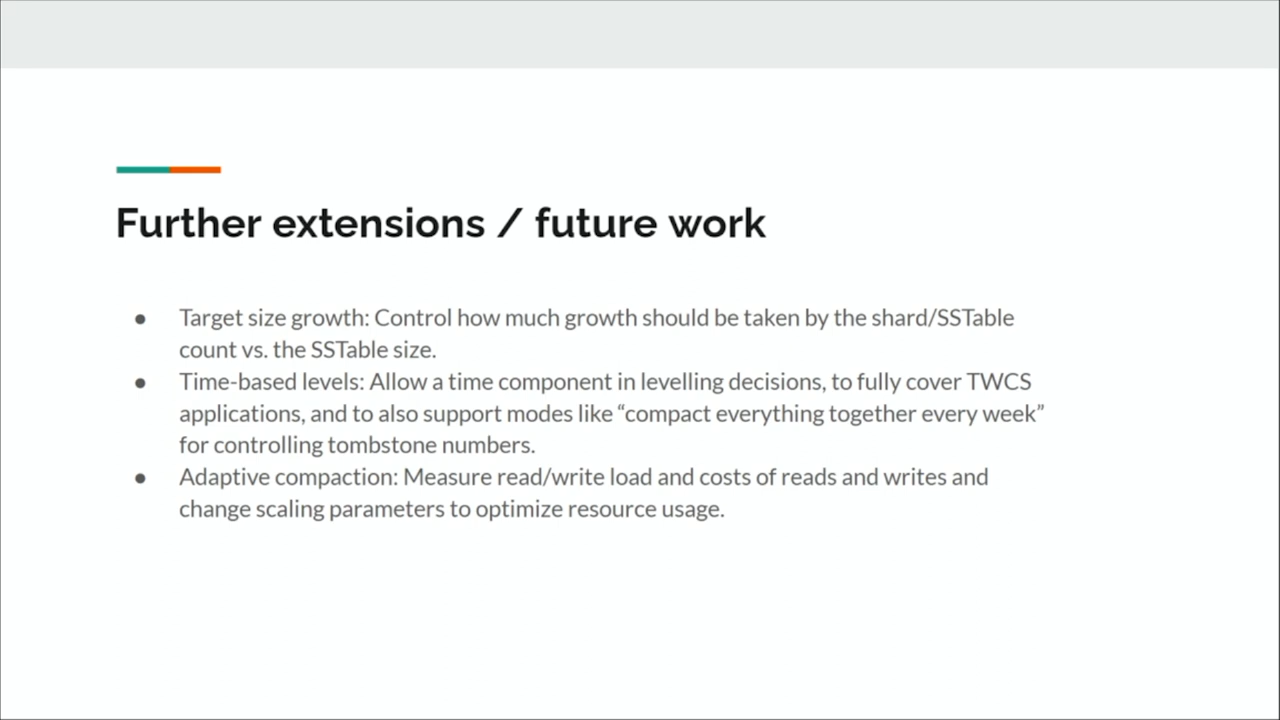 Further extensions / future work
● Target size growth: Control how much growth should be taken by the shard/SSTable
count vs. the SSTable size.
● Time-based levels: Allow a time component in levelling decisions, to fully cover TWCS
applications, and to also support modes like “compact everything together every week”
for controlling tombstone numbers.
● Adaptive compaction: Measure read/write load and costs of reads and writes and
change scaling parameters to optimize resource usage.